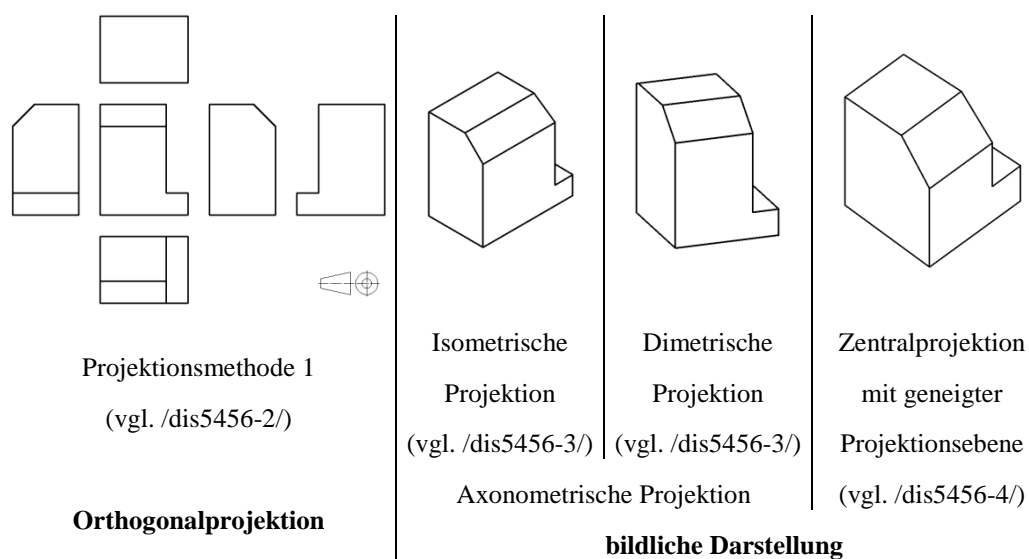 Projektionsmethode 1
(vgl. /dis5456-2/)
Orthogonalprojektion
Isometrische
Projektion
(vgl. /dis5456-3/)
Dimetrische
Projektion
(vgl. /dis5456-3/)
Axonometrische Projektion
Zentralprojektion
mit geneigter
Projektionsebene
(vgl. /dis5456-4/)
bildliche Darstellung